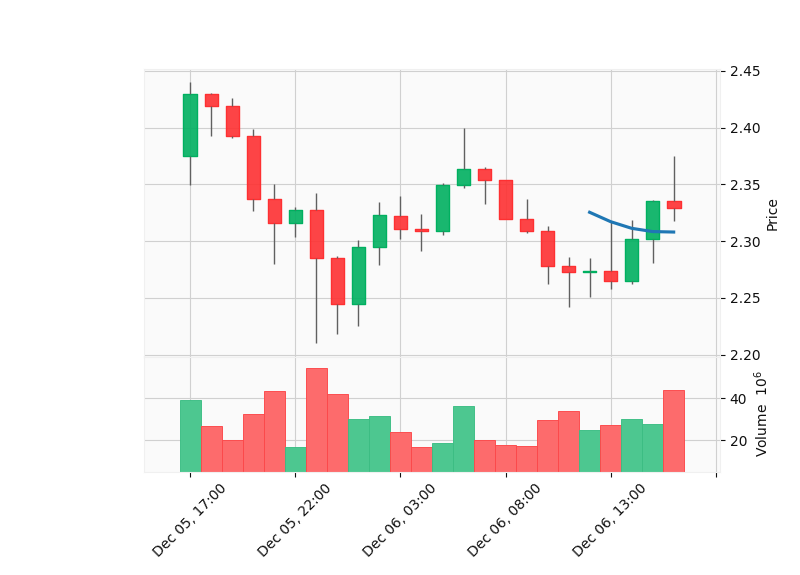 2.45
2.40
2.35
2.30
2.25
2.20
Price
40
20
Volume 10^6
Dec 05, 17:00
Dec 05, 22:00
Dec 06, 03:00
Dec 06, 08:00
Dec 06, 13:00